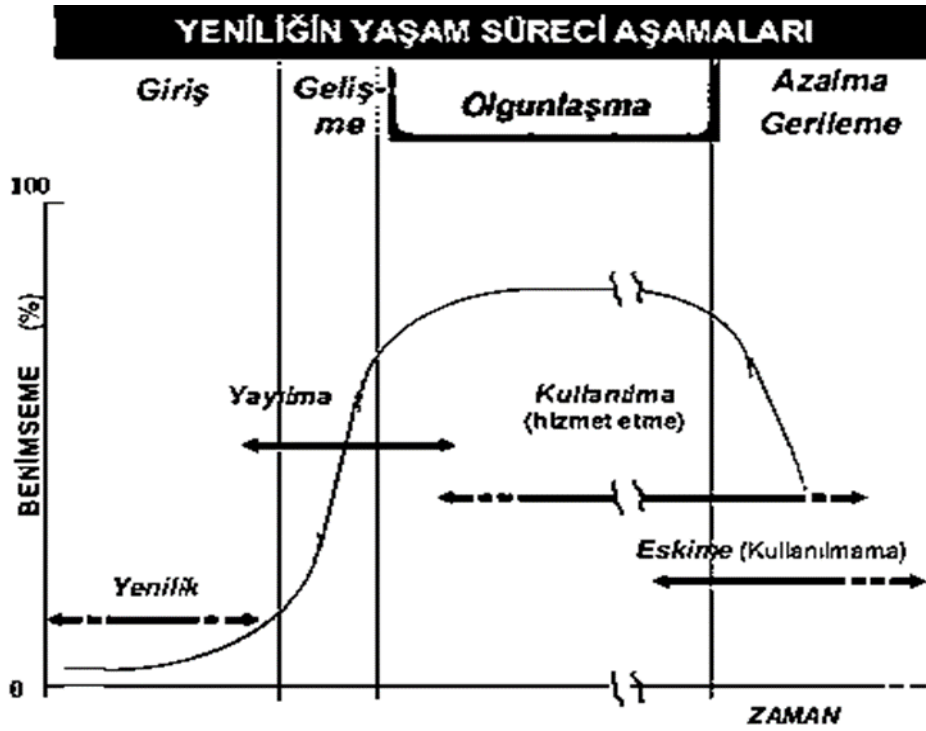 YENİLİĞİN YAŞAM SÜRECİ AŞAMALARI
Giriş
Geliş-
me
Olgunlaşma
Azalma
Gerileme
100
BENİMSEME (%)
Yayılma
Kullanılma
(hizmet etme)
Eskime (Kullanılmama)
Yenilik
0
ZAMAN